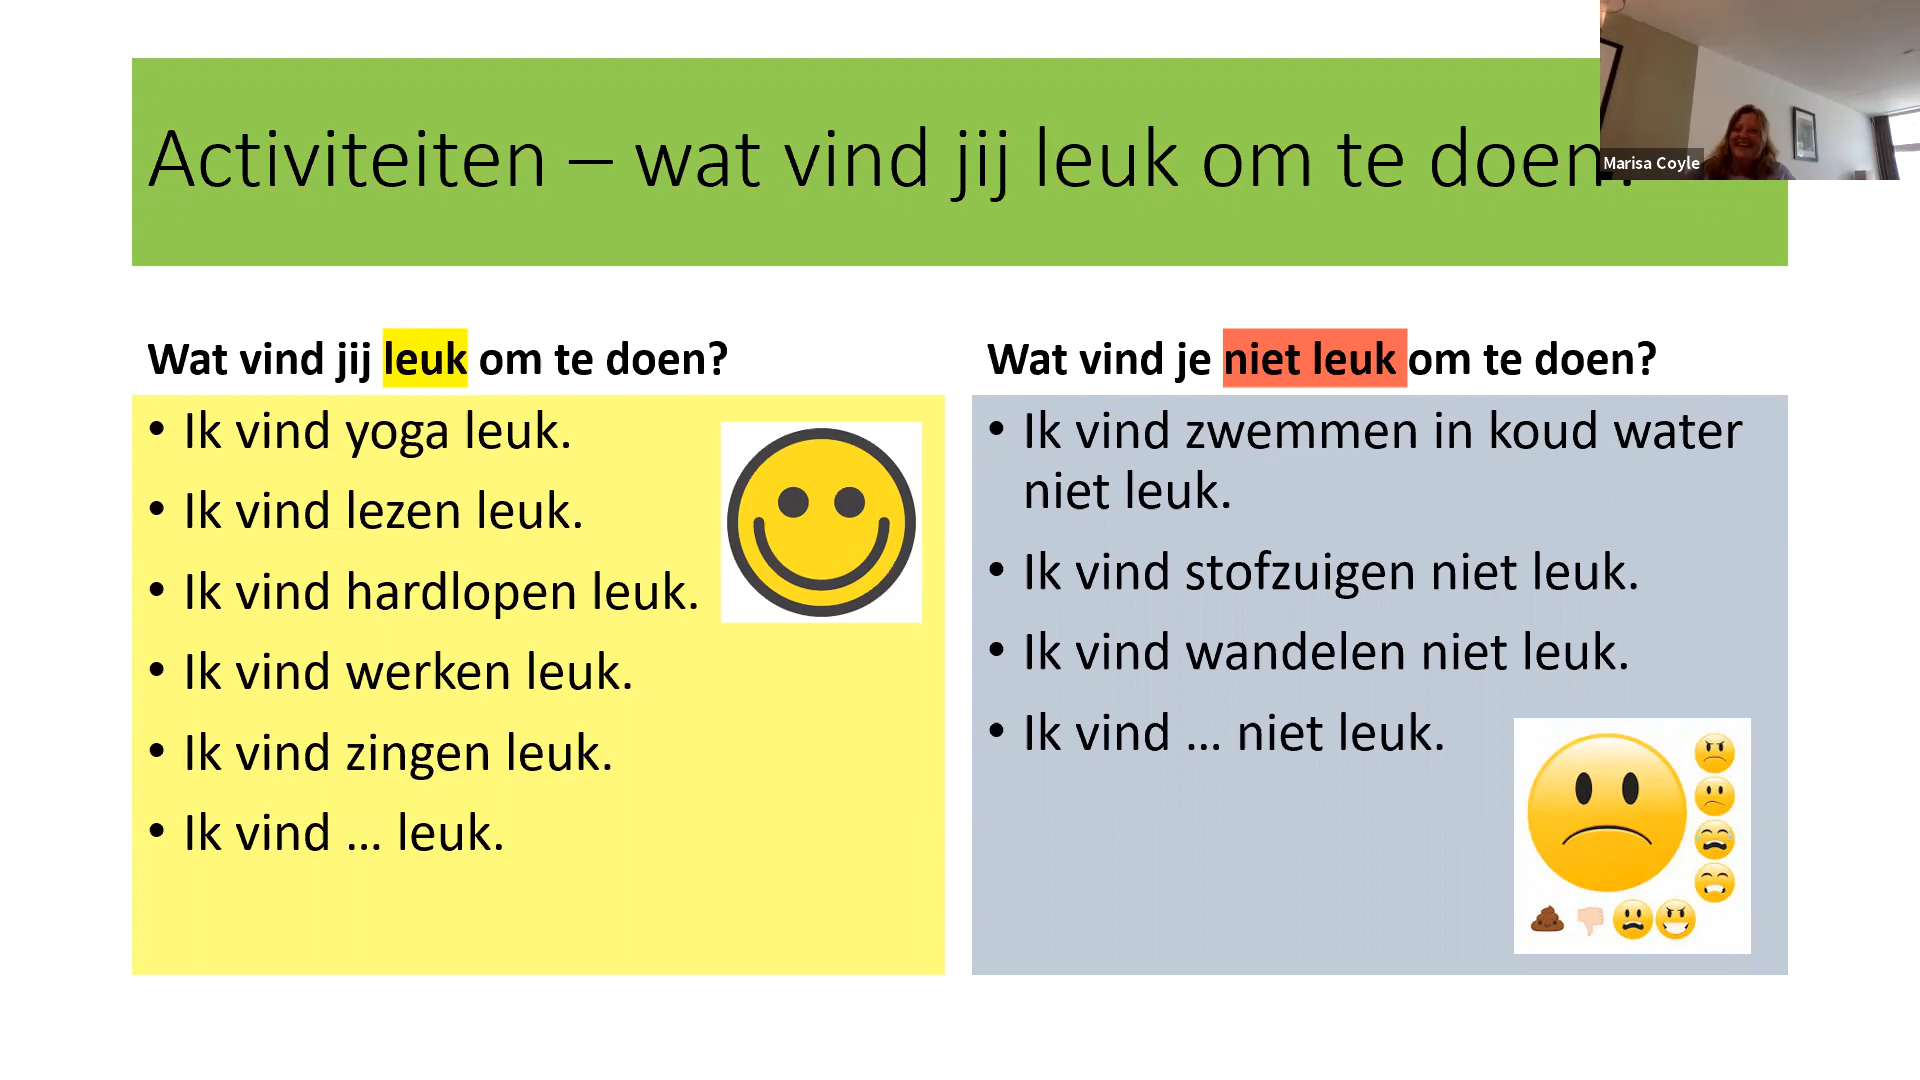 Activiteiten – wat vind jij leuk om te doen?
Marisa Coyle
Wat vind jij leuk om te doen?
• Ik vind yoga leuk.
• Ik vind lezen leuk.
• Ik vind hardlopen leuk.
• Ik vind werken leuk.
• Ik vind zingen leuk.
• Ik vind ... leuk.
Wat vind je niet leuk om te doen?
• Ik vind zwemmen in koud water
niet leuk.
• Ik vind stofzuigen niet leuk.
• Ik vind wandelen niet leuk.
• Ik vind ... niet leuk.